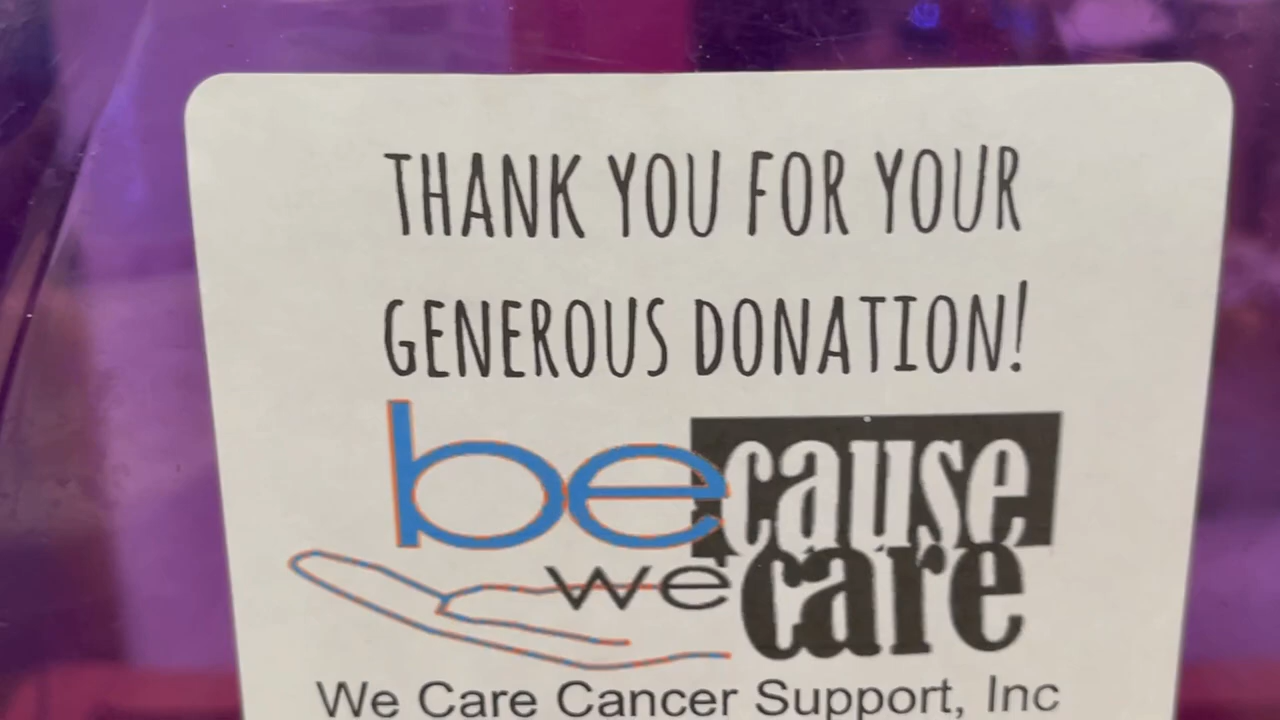 THANK YOU FOR YOUR
GENEROUS DONATION!
because
we care
We Care Cancer Support, Inc